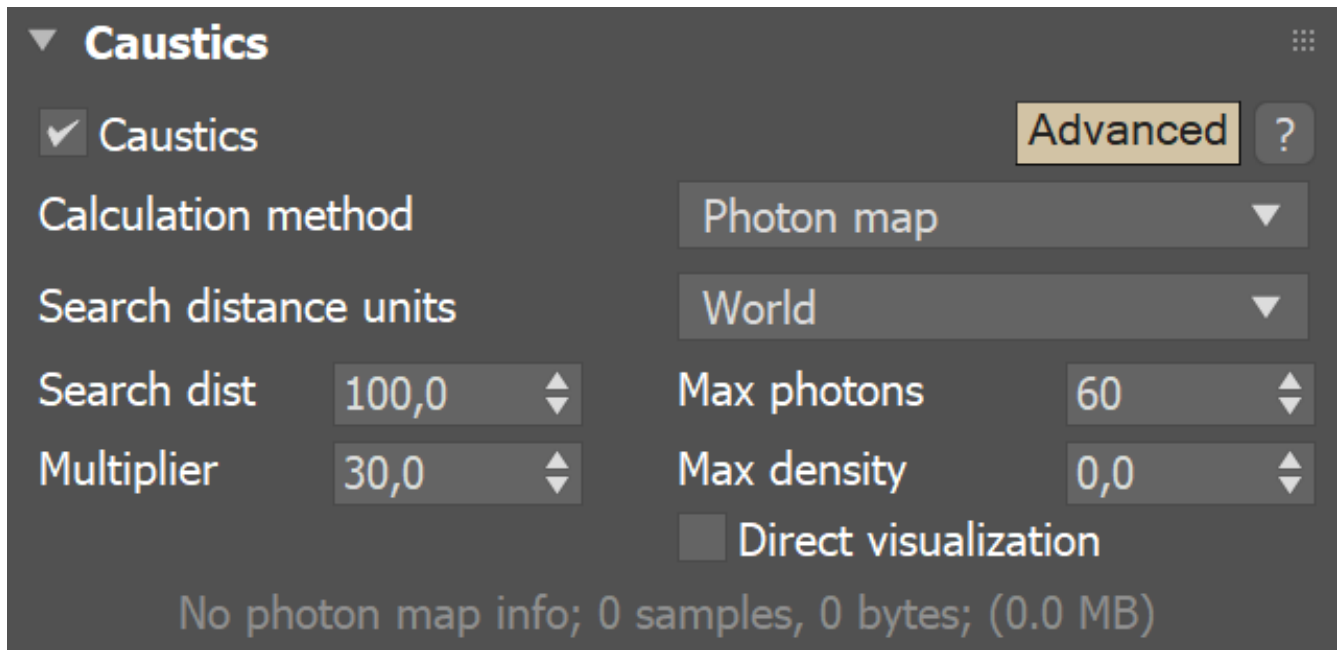 Caustics
Caustics Advanced ?
Calculation method Photon map
Search distance units World
Search dist 100,0 Max photons 60
Multiplier 30,0 Max density 0,0
Direct visualization
No photon map info; 0 samples, 0 bytes; (0.0 MB)